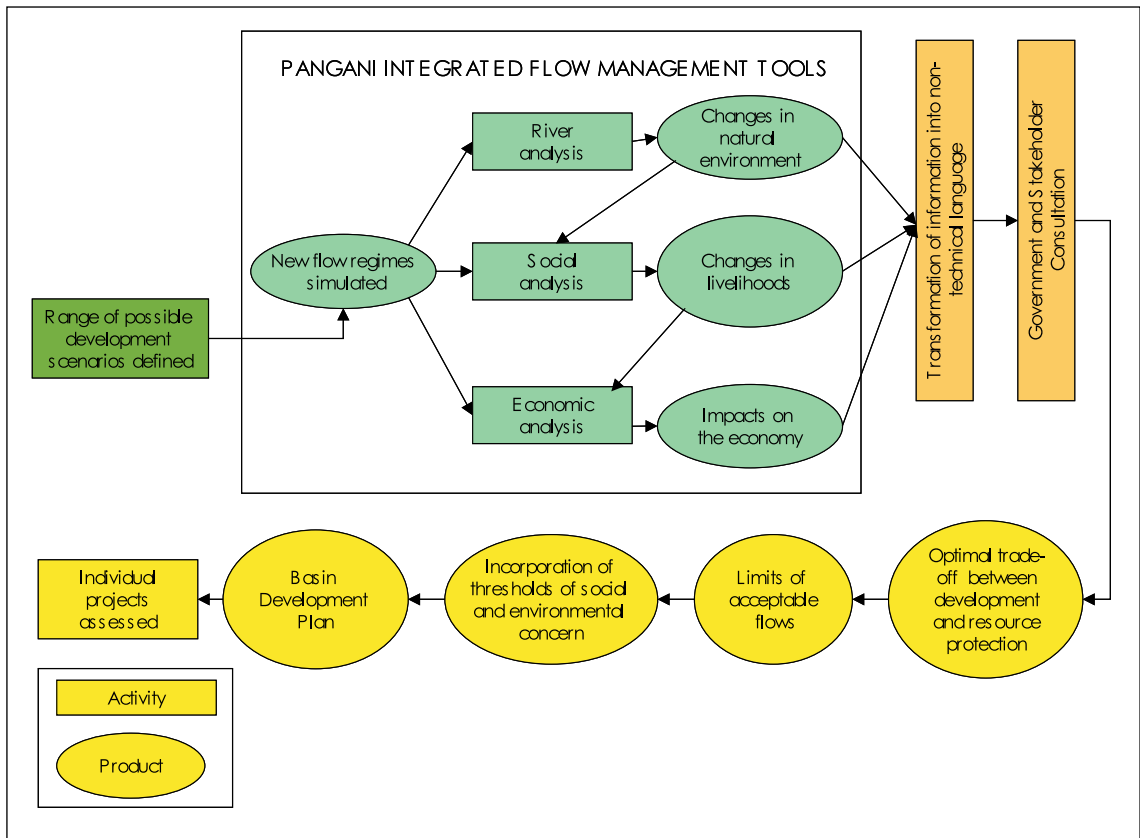 PANGANI INTEGRATED FLOW MANAGEMENT TOOLS
River
analysis
Changes in
natural
environment
New flow regimes
simulated
Social
analysis
Changes in
livelihoods
Range of possible
development
scenarios defined
Economic
analysis
Impacts on
the economy
Transformation of information into non-
technical language
Government and Stakeholder
Consultation
Individual
projects
assessed
Basin
Development
Plan
Incorporation of
thresholds of social
and environmental
concern
Limits of
acceptable
flows
Optimal trade-
off between
development
and resource
protection
Activity
Product